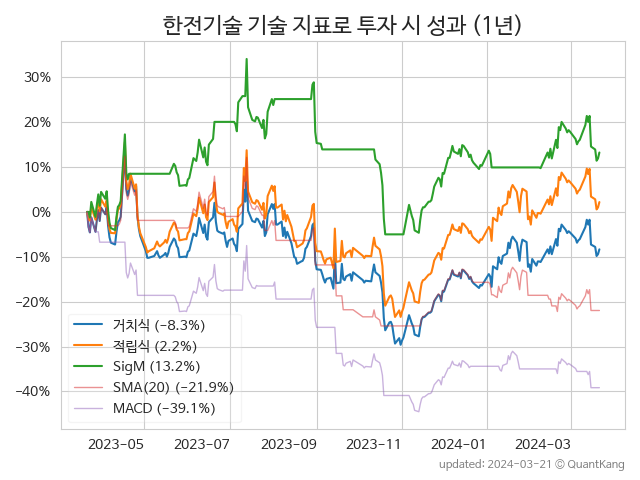 한전기술 기술 지표로 투자 시 성과 (1년)
30%
20%
10%
0%
−10%
−20%
−30%
−40%
거치식 (−8.3%)
적립식 (2.2%)
SigM (13.2%)
SMA(20) (−21.9%)
MACD (−39.1%)
2023−05 2023−07 2023−09 2023−11 2024−01 2024−03
updated: 2024−03−21 © QuantKang